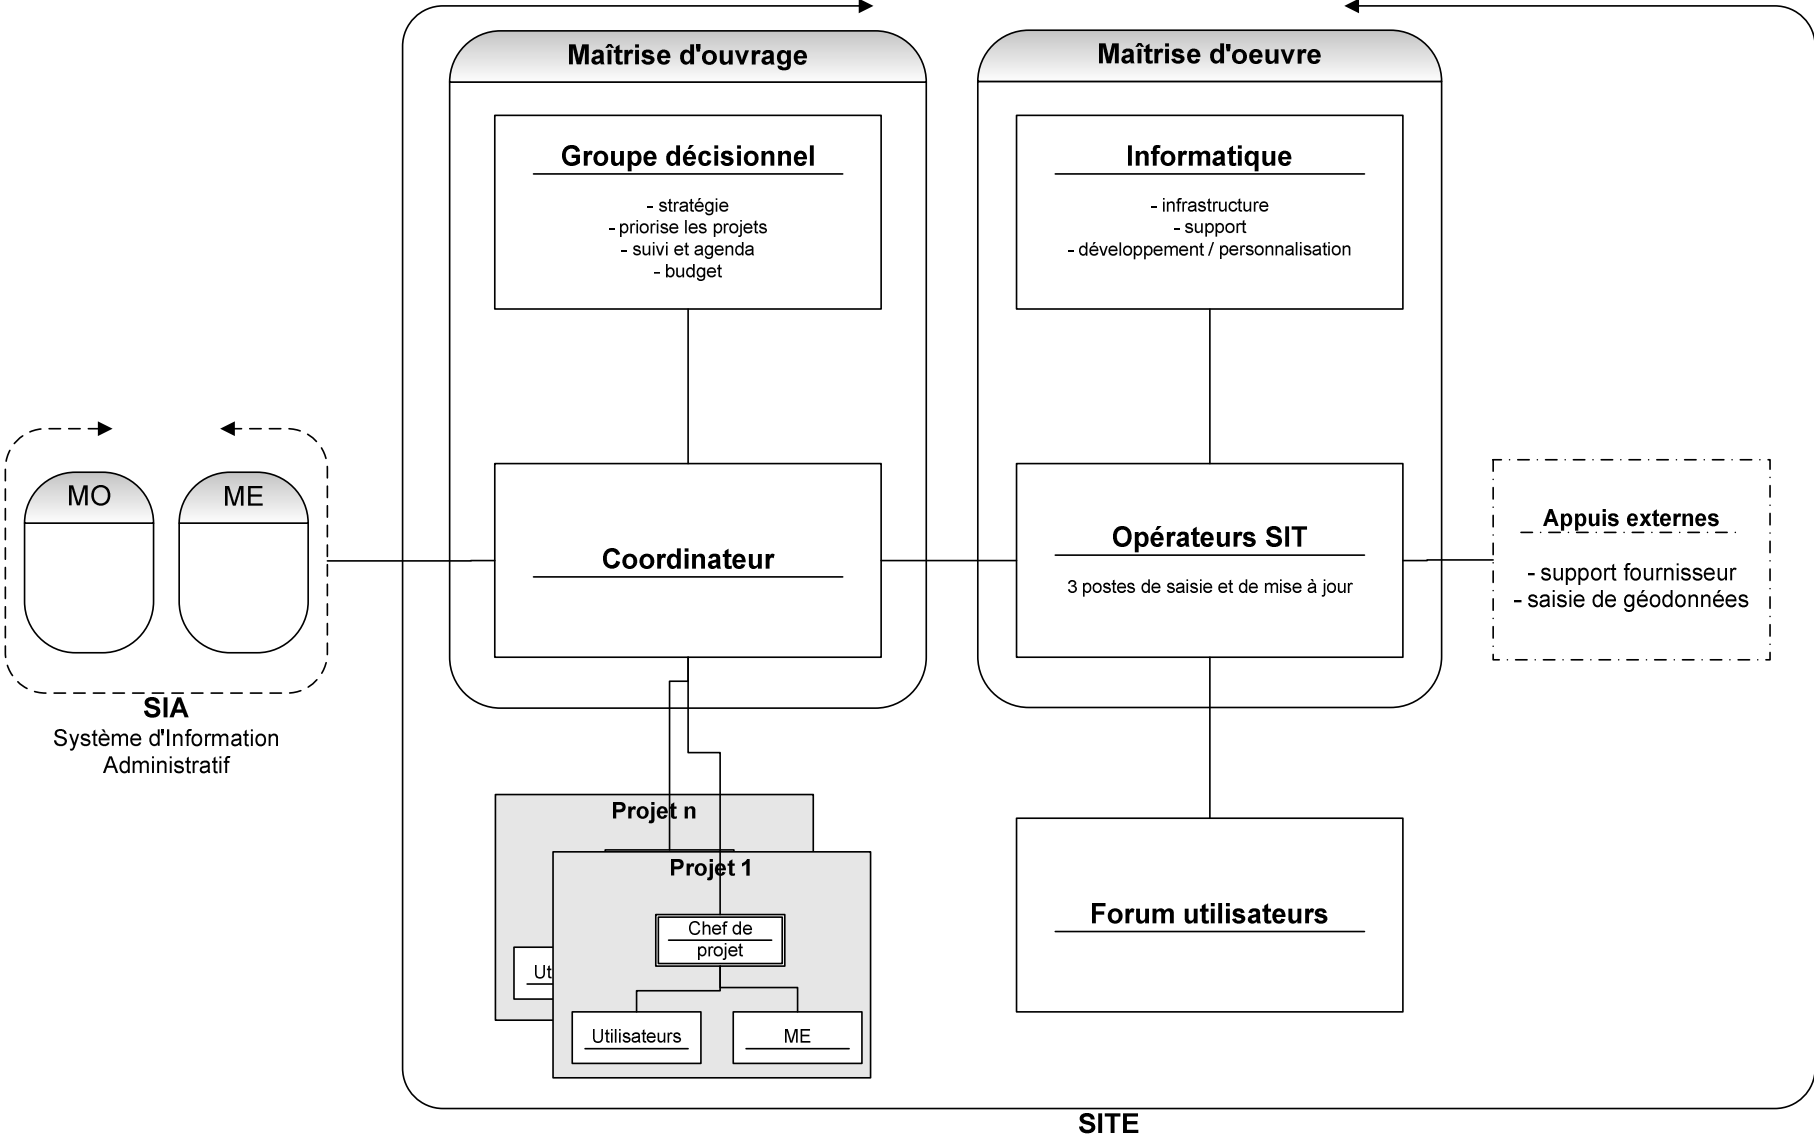 Maîtrise d'ouvrage
Maîtrise d'oeuvre
Groupe décisionnel
- stratégie
- priorise les projets
- suivi et agenda
- budget
Informatique
- infrastructure
- support
- développement / personnalisation
MO
ME
SIA
Système d'Information
Administratif
Coordinateur
Opérateurs SIT
3 postes de saisie et de mise à jour
Appuis externes
- support fournisseur
- saisie de géodonnées
Projet n
Ut
Projet 1
Chef de
projet
Utilisateurs
ME
Forum utilisateurs
SITE